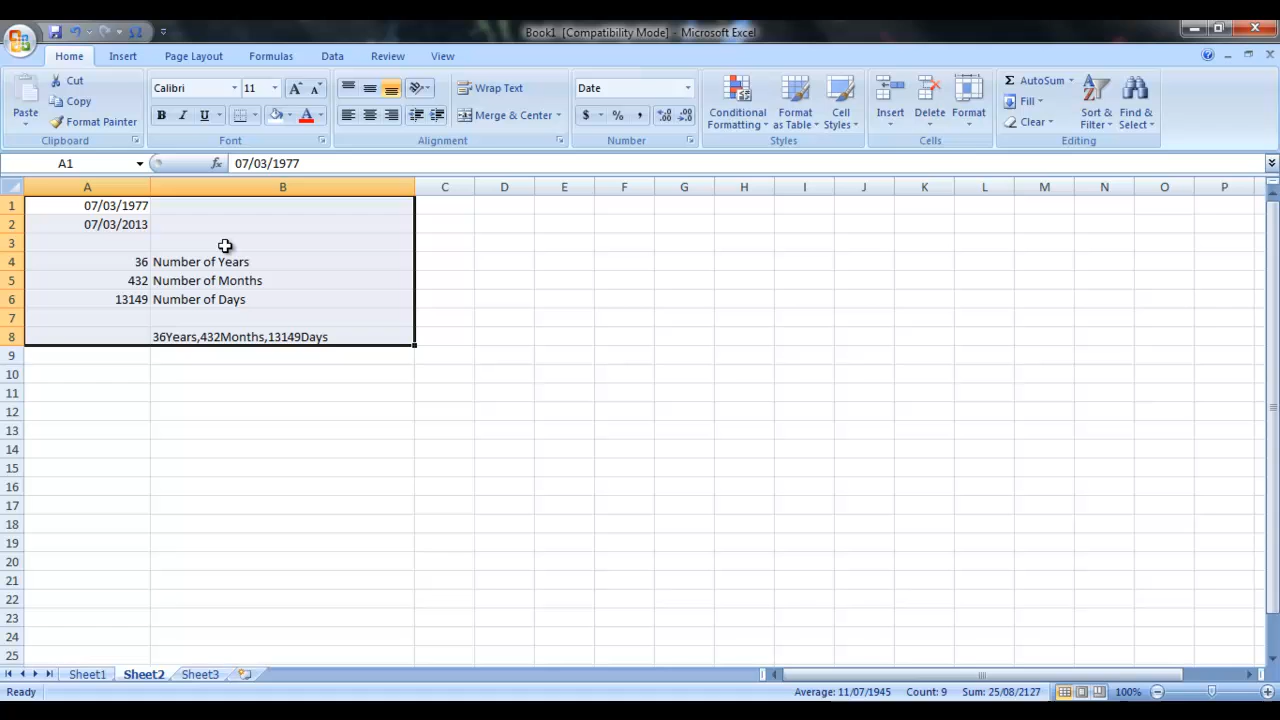 Book1 [Compatibility Mode] - Microsoft Excel
Home Insert Page Layout Formulas Data Review View
Paste
Cut
Copy
Format Painter
Clipboard
Calibri 11
A A
B I U A
Font
Wrap Text
Merge & Center
Alignment
Date
$ % ,
Number
Conditional Formatting
Format as Table
Cell Styles
Styles
Insert
Delete
Format
Cells
AutoSum
Fill
Clear
Sort & Filter
Find & Select
Editing
A1 fx 07/03/1977
A B C D E F G H I J K L M N O P
1 07/03/1977
2 07/03/2013
3
4 36 Number of Years
5 432 Number of Months
6 13149 Number of Days
7
8 36Years,432Months,13149Days
9
10
11
12
13
14
15
16
17
18
19
20
21
22
23
24
25
Sheet1 Sheet2 Sheet3
Ready Average: 11/07/1945 Count: 9 Sum: 25/08/2127 100%